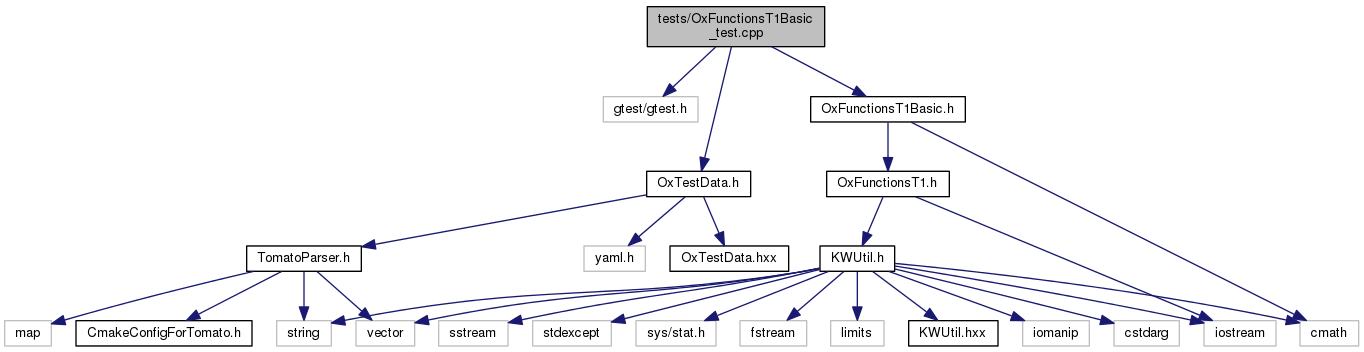 tests/OxFunctionsT1Basic
_test.cpp
gtest/gtest.h
OxFunctionsT1Basic.h
OxTestData.h
OxFunctionsT1.h
TomatoParser.h
yaml.h
OxTestData.hxx
KWUtil.h
map
CmakeConfigForTomato.h
string
vector
sstream
stdexcept
sys/stat.h
fstream
limits
KWUtil.hxx
iomanip
cstdarg
iostream
cmath